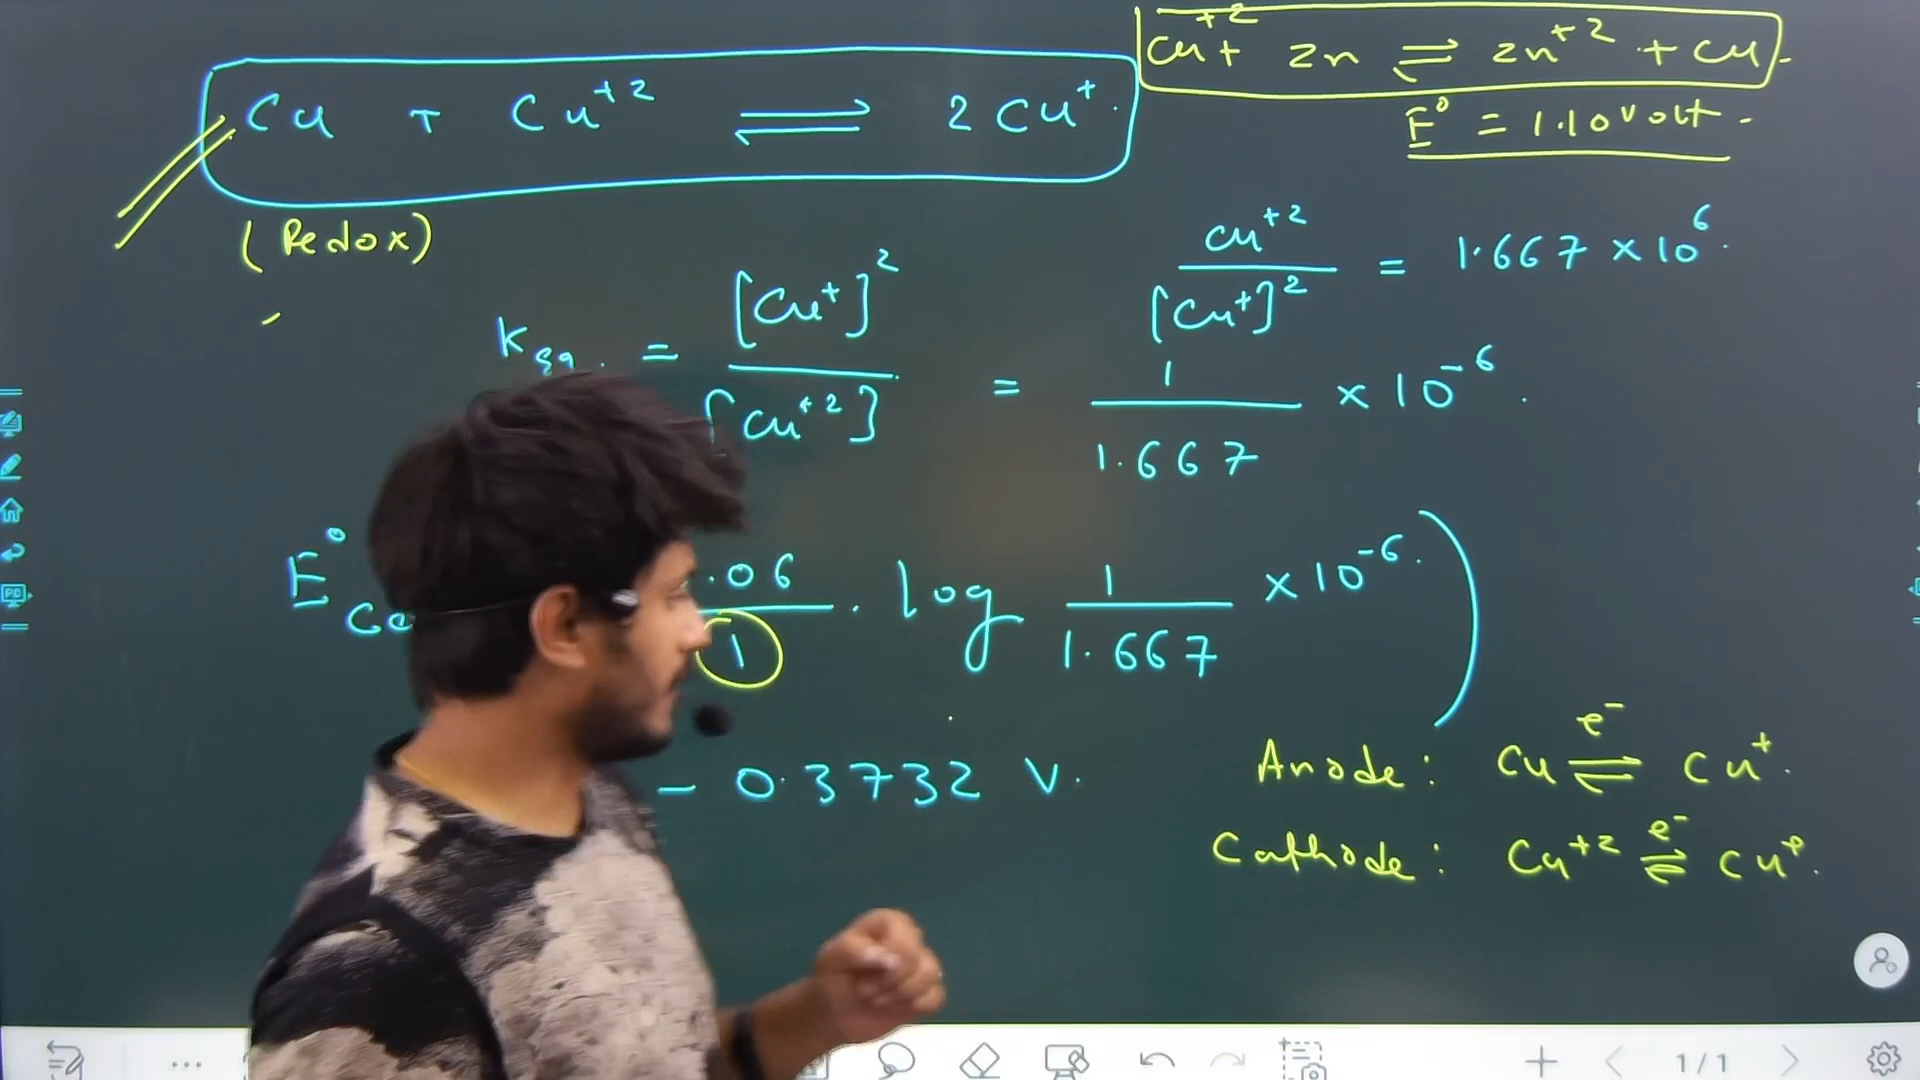 Cu+2 + Zn ⇌ Zn+2 + Cu
Cu + Cu+2 ⇌ 2Cu+
E° = 1.10 volt
(Redox)
Cu+2 / [Cu+]2 = 1.667 × 10^6
Keq. = [Cu+]2 / [Cu+2] = 1 / 1.667 × 10^-6
E° .06 / 1 . log 1 / 1.667 × 10^-6 )
- 0.3732 V.
Anode: Cu e- ⇌ Cu+
Cathode: Cu+2 e- ⇌ Cu+
1/1